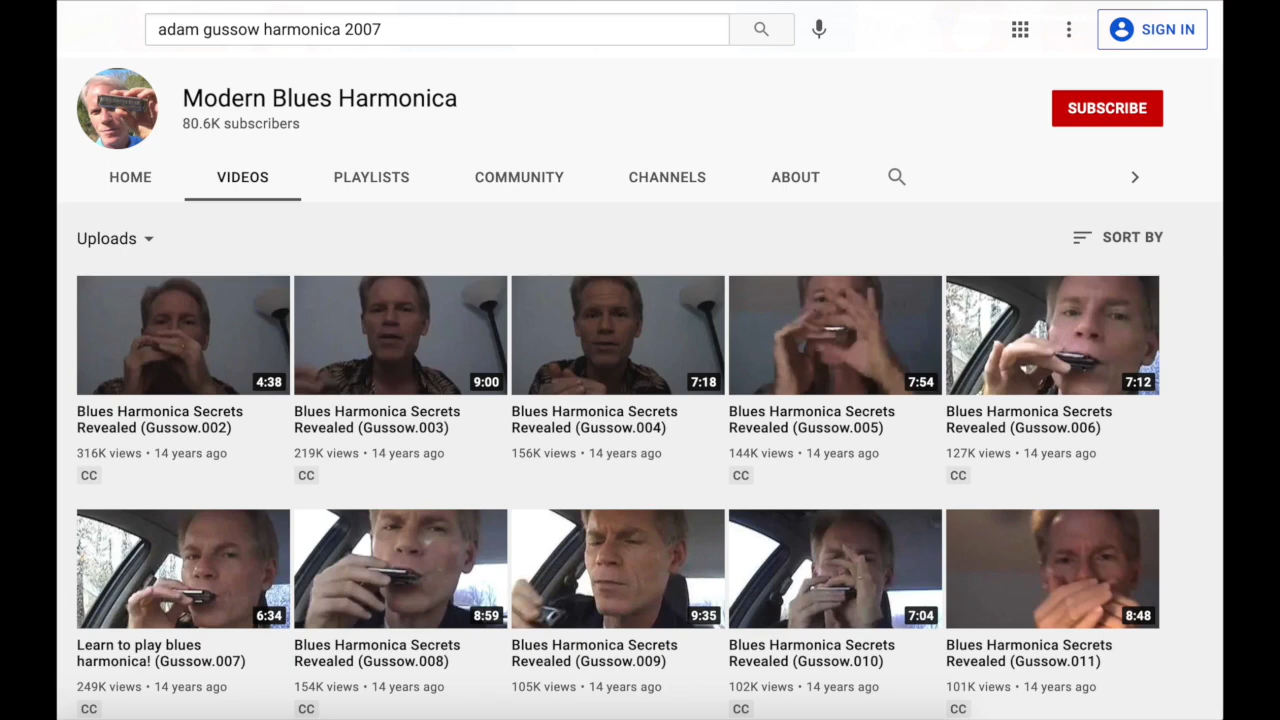 adam gussow harmonica 2007
SIGN IN
Modern Blues Harmonica
80.6K subscribers
SUBSCRIBE
HOME
VIDEOS
PLAYLISTS
COMMUNITY
CHANNELS
ABOUT
Uploads
SORT BY
4:38
9:00
7:18
7:54
7:12
Blues Harmonica Secrets
Revealed (Gussow.002)
316K views • 14 years ago
CC
Blues Harmonica Secrets
Revealed (Gussow.003)
219K views • 14 years ago
CC
Blues Harmonica Secrets
Revealed (Gussow.004)
156K views • 14 years ago
Blues Harmonica Secrets
Revealed (Gussow.005)
144K views • 14 years ago
CC
Blues Harmonica Secrets
Revealed (Gussow.006)
127K views • 14 years ago
CC
6:34
8:59
9:35
7:04
8:48
Learn to play blues
harmonica! (Gussow.007)
249K views • 14 years ago
CC
Blues Harmonica Secrets
Revealed (Gussow.008)
154K views • 14 years ago
CC
Blues Harmonica Secrets
Revealed (Gussow.009)
105K views • 14 years ago
Blues Harmonica Secrets
Revealed (Gussow.010)
102K views • 14 years ago
CC
Blues Harmonica Secrets
Revealed (Gussow.011)
101K views • 14 years ago
CC